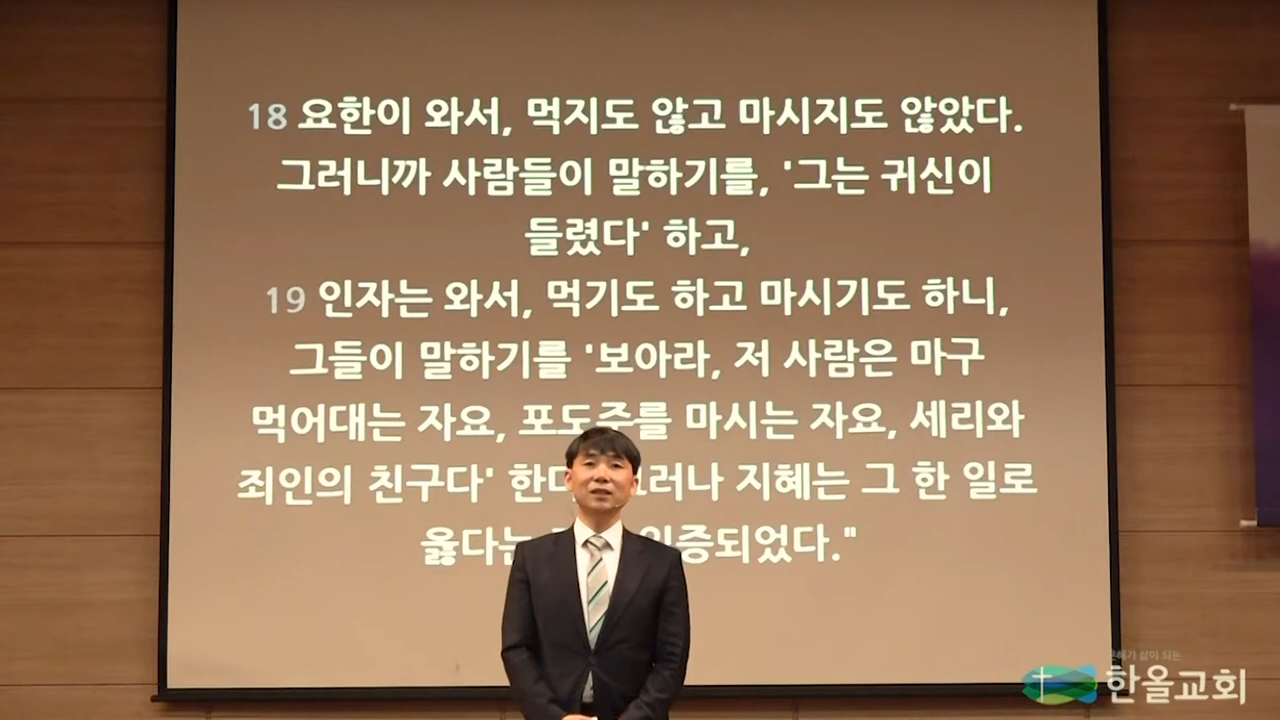 18 요한이 와서, 먹지도 않고 마시지도 않았다.
그러니까 사람들이 말하기를, '그는 귀신이
들렸다' 하고,
19 인자는 와서, 먹기도 하고 마시기도 하니,
그들이 말하기를 '보아라, 저 사람은 마구
먹어대는 자요, 포도주를 마시는 자요, 세리와
죄인의 친구다' 지혜는 그 한 일로
옳다는 인증되었다."
삶이 되는
한울교회